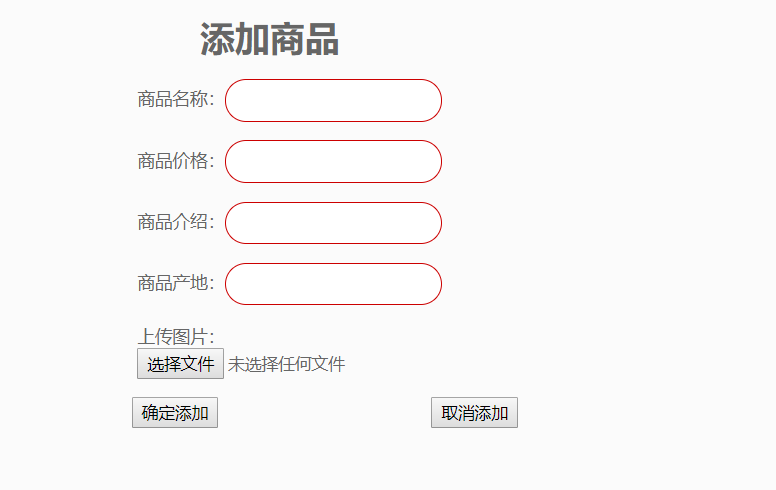 添加商品
商品名称：
商品价格：
商品介绍：
商品产地：
上传图片：
选择文件 未选择任何文件
确定添加 取消添加